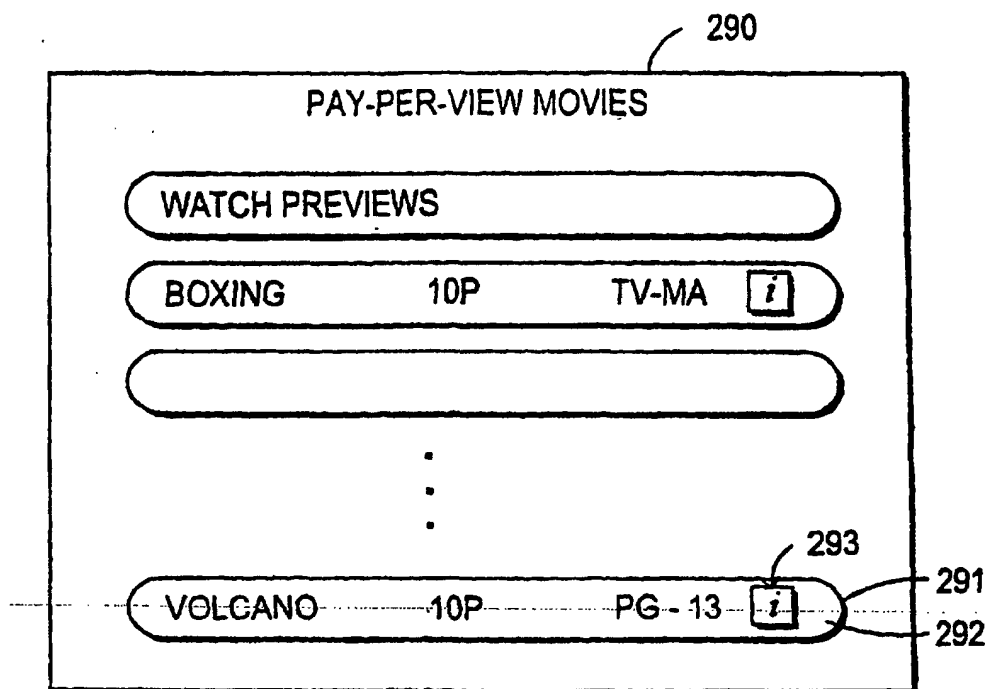 290
PAY-PER-VIEW MOVIES
WATCH PREVIEWS
BOXING 10P TV-MA i
293
VOLCANO 10P PG - 13 i
291
292